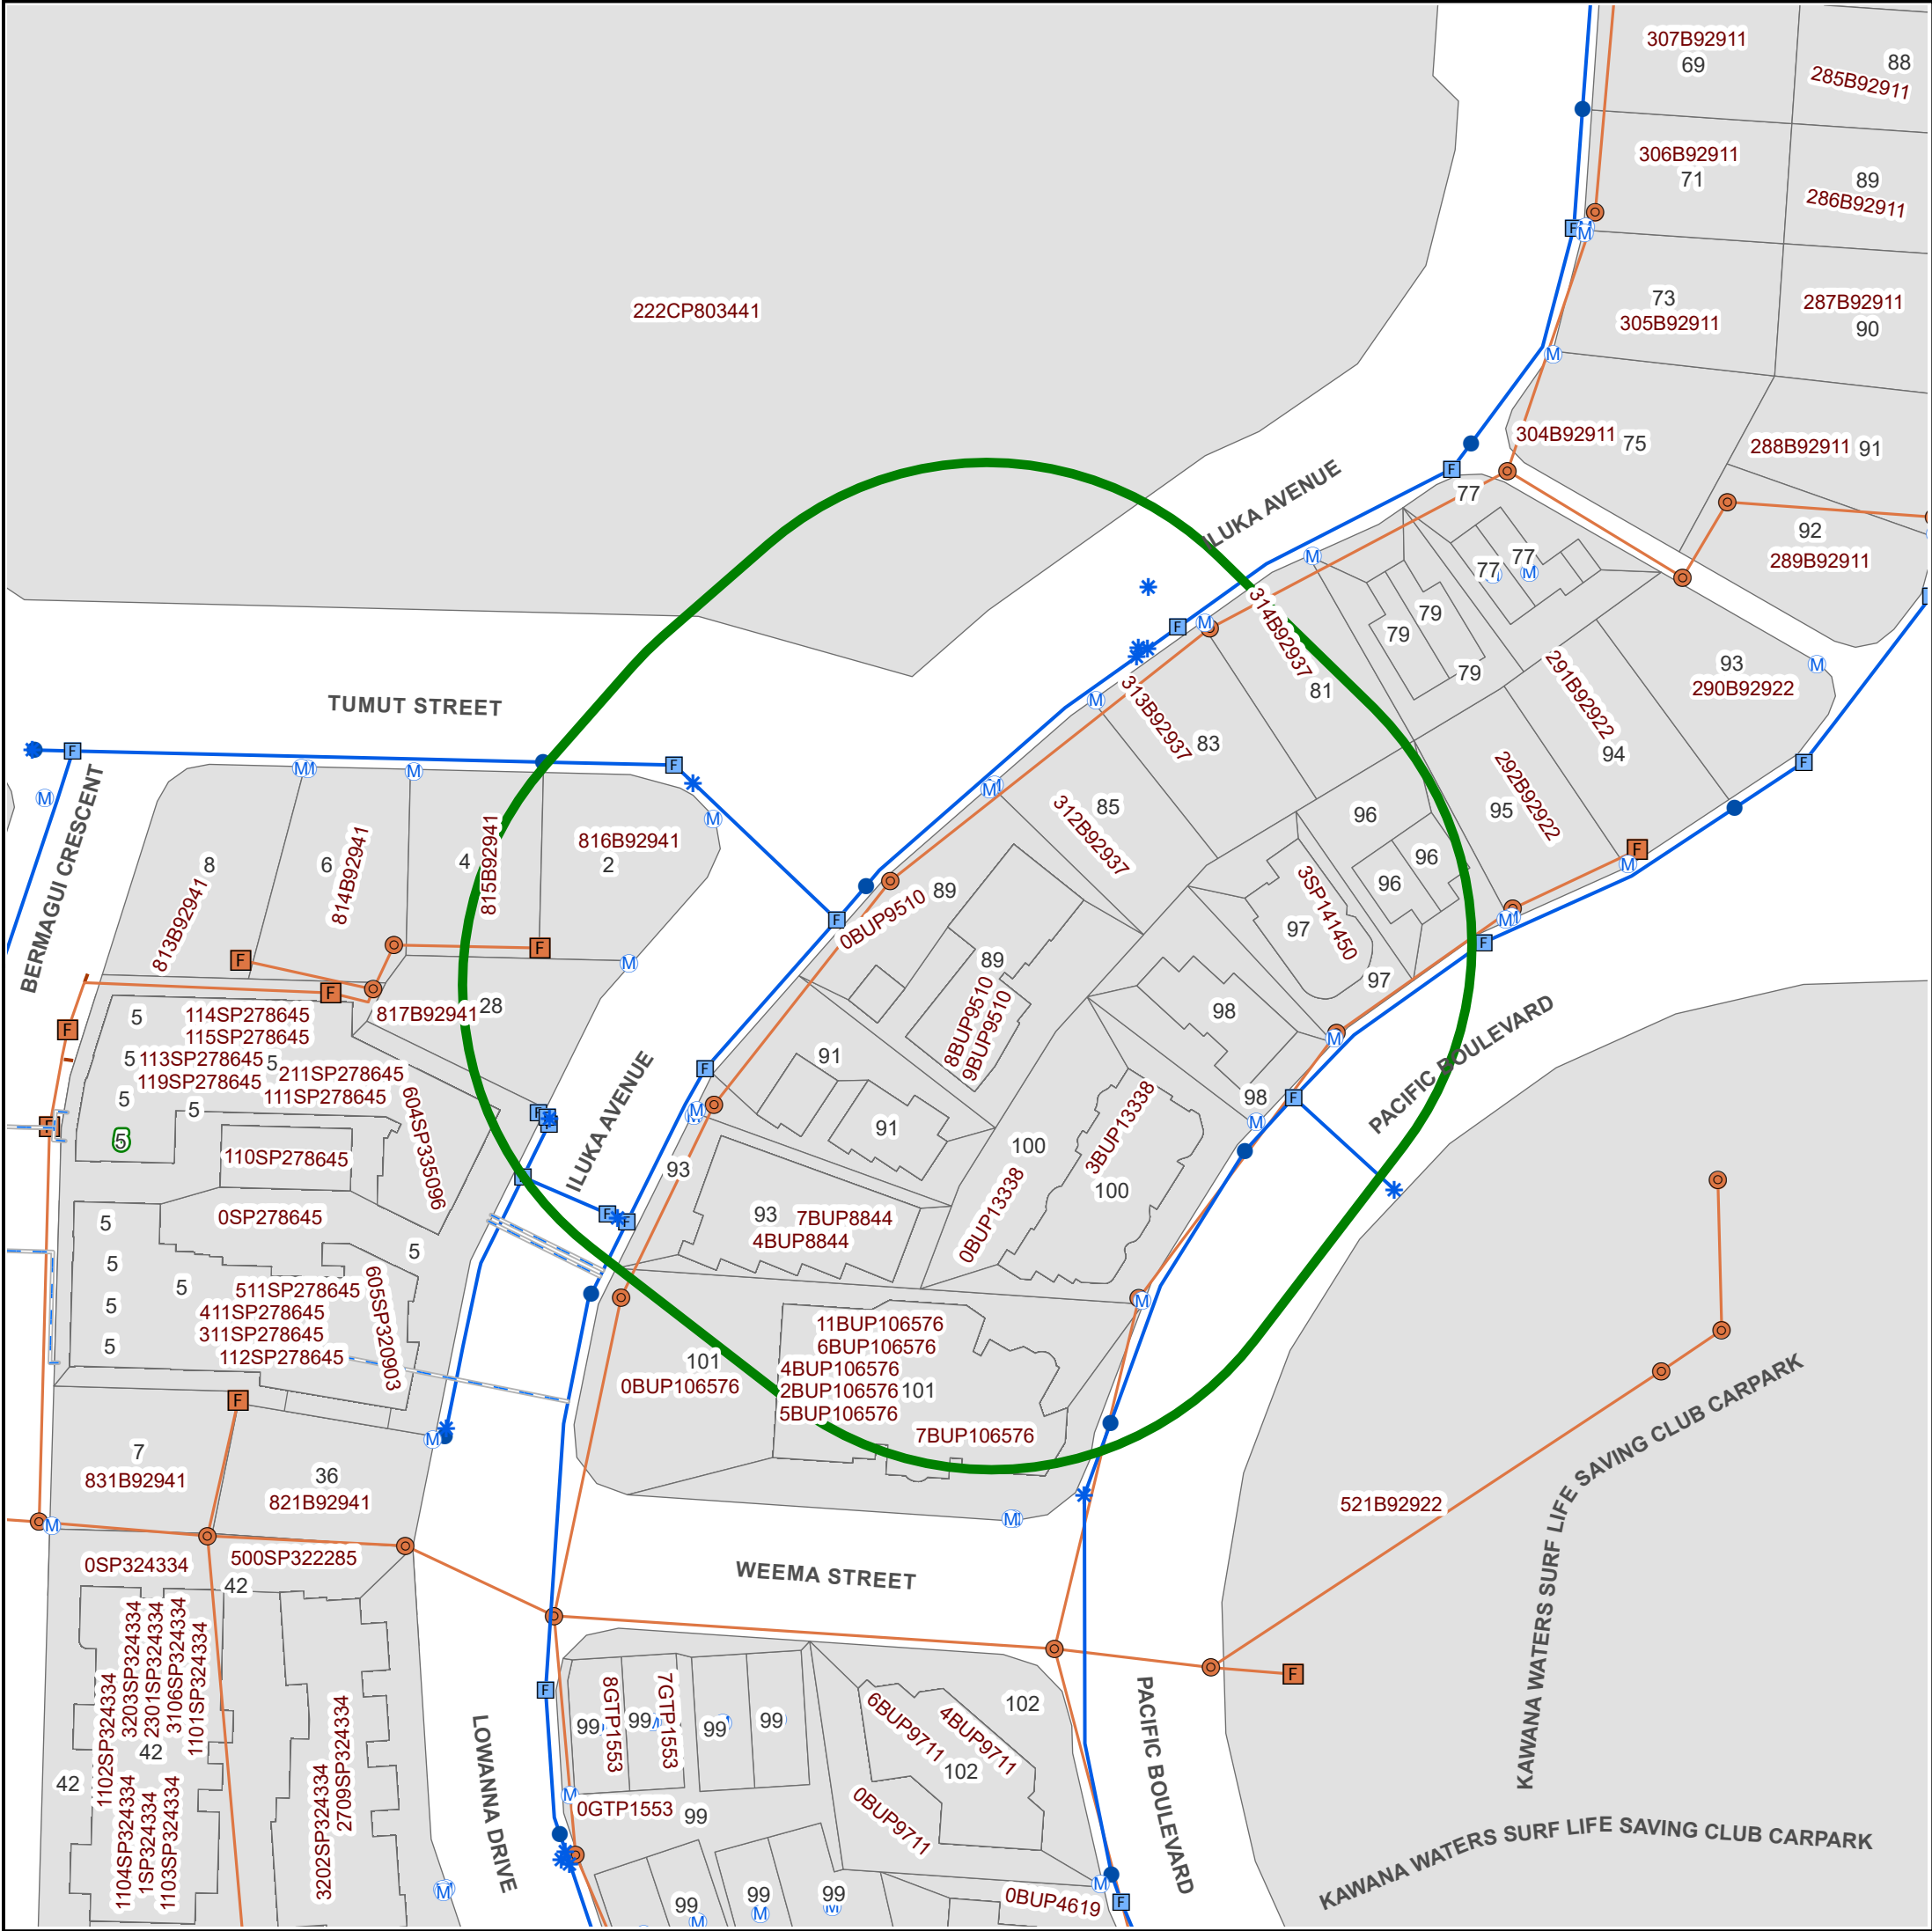 307B92911
69
88
285B92911
306B92911
71
89
286B92911
73
305B92911
287B92911
90
222CP803441
304B92911
75
288B92911
91
ILUKA AVENUE
77
92
289B92911
77
77
314B92937
79
79
79
81
291B92922
93
290B92922
TUMUT STREET
313B92937
83
94
292B92922
95
BERMAGUI CRESCENT
85
312B92937
96
96
96
8
813B92941
6
814B92941
4
815B92941
816B92941
2
89
0BUP9510
89
8BUP9510
9BUP9510
3SP141450
97
97
98
98
5
114SP278645
115SP278645
817B92941
28
5
113SP278645
5
119SP278645
211SP278645
111SP278645
5
5
5
604SP335096
110SP278645
ILUKA AVENUE
91
91
PACIFIC BOULEVARD
3BUP13338
100
100
0BUP13338
93
93
7BUP8844
4BUP8844
0SP278645
5
5
5
5
5
5
511SP278645
411SP278645
311SP278645
112SP278645
605SP320903
101
0BUP106576
11BUP106576
6BUP106576
4BUP106576
2BUP106576
101
5BUP106576
7BUP106576
7
831B92941
36
821B92941
521B92922
KAWANA WATERS SURF LIFE SAVING CLUB CARPARK
0SP324334
500SP322285
42
WEEMA STREET
1102SP324334
3203SP324334
2301SP324334
3106SP324334
1101SP324334
42
42
1104SP324334
1SP324334
1103SP324334
3202SP324334
2709SP324334
LOWANNA DRIVE
99
8GTP1553
99
7GTP1553
99
99
0GTP1553
99
99
99
99
102
6BUP9711
4BUP9711
102
0BUP9711
PACIFIC BOULEVARD
0BUP4619
KAWANA WATERS SURF LIFE SAVING CLUB CARPARK